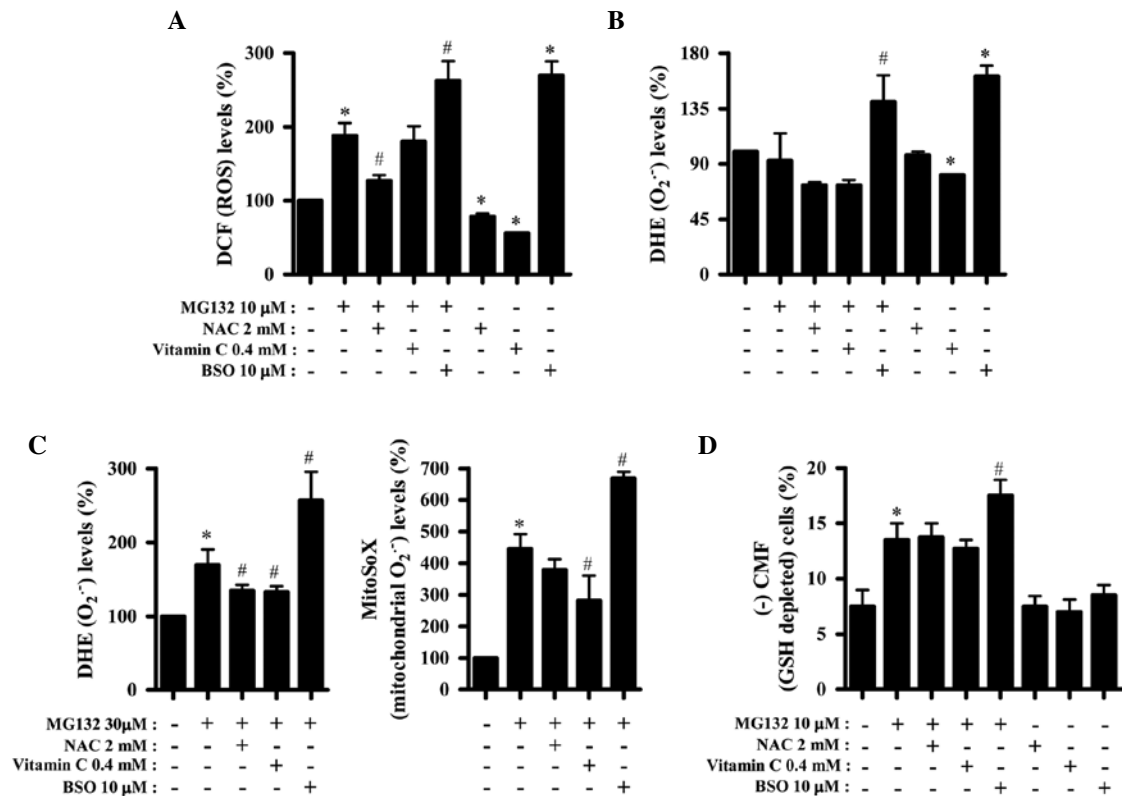 A
DCF (ROS) levels (%)
300
200
100
0
*
#
#
*
*
*
MG132 10 µM : - + + + + - - -
NAC 2 mM : - - + - - + - -
Vitamin C 0.4 mM : - - - + - - + -
BSO 10 µM : - - - - + - - +
B
DHE (O₂·⁻) levels (%)
180
135
90
45
0
#
*
*
- + + + + - - -
- - + - - + - -
- - - + - - + -
- - - - + - - +
C
DHE (O₂·⁻) levels (%)
300
200
100
0
*
#
#
#
MG132 30µM : - + + + +
NAC 2 mM : - - + - -
Vitamin C 0.4 mM : - - - + -
BSO 10 µM : - - - - +
MitoSoX
(mitochondrial O₂·⁻) levels (%)
700
600
500
400
300
200
100
0
*
#
#
- + + + +
- - + - -
- - - + -
- - - - +
D
(-) CMF
(GSH depleted) cells (%)
20
15
10
5
0
*
#
MG132 10 µM : - + + + + - - -
NAC 2 mM : - - + - - + - -
Vitamin C 0.4 mM : - - - + - - + -
BSO 10 µM : - - - - + - - +